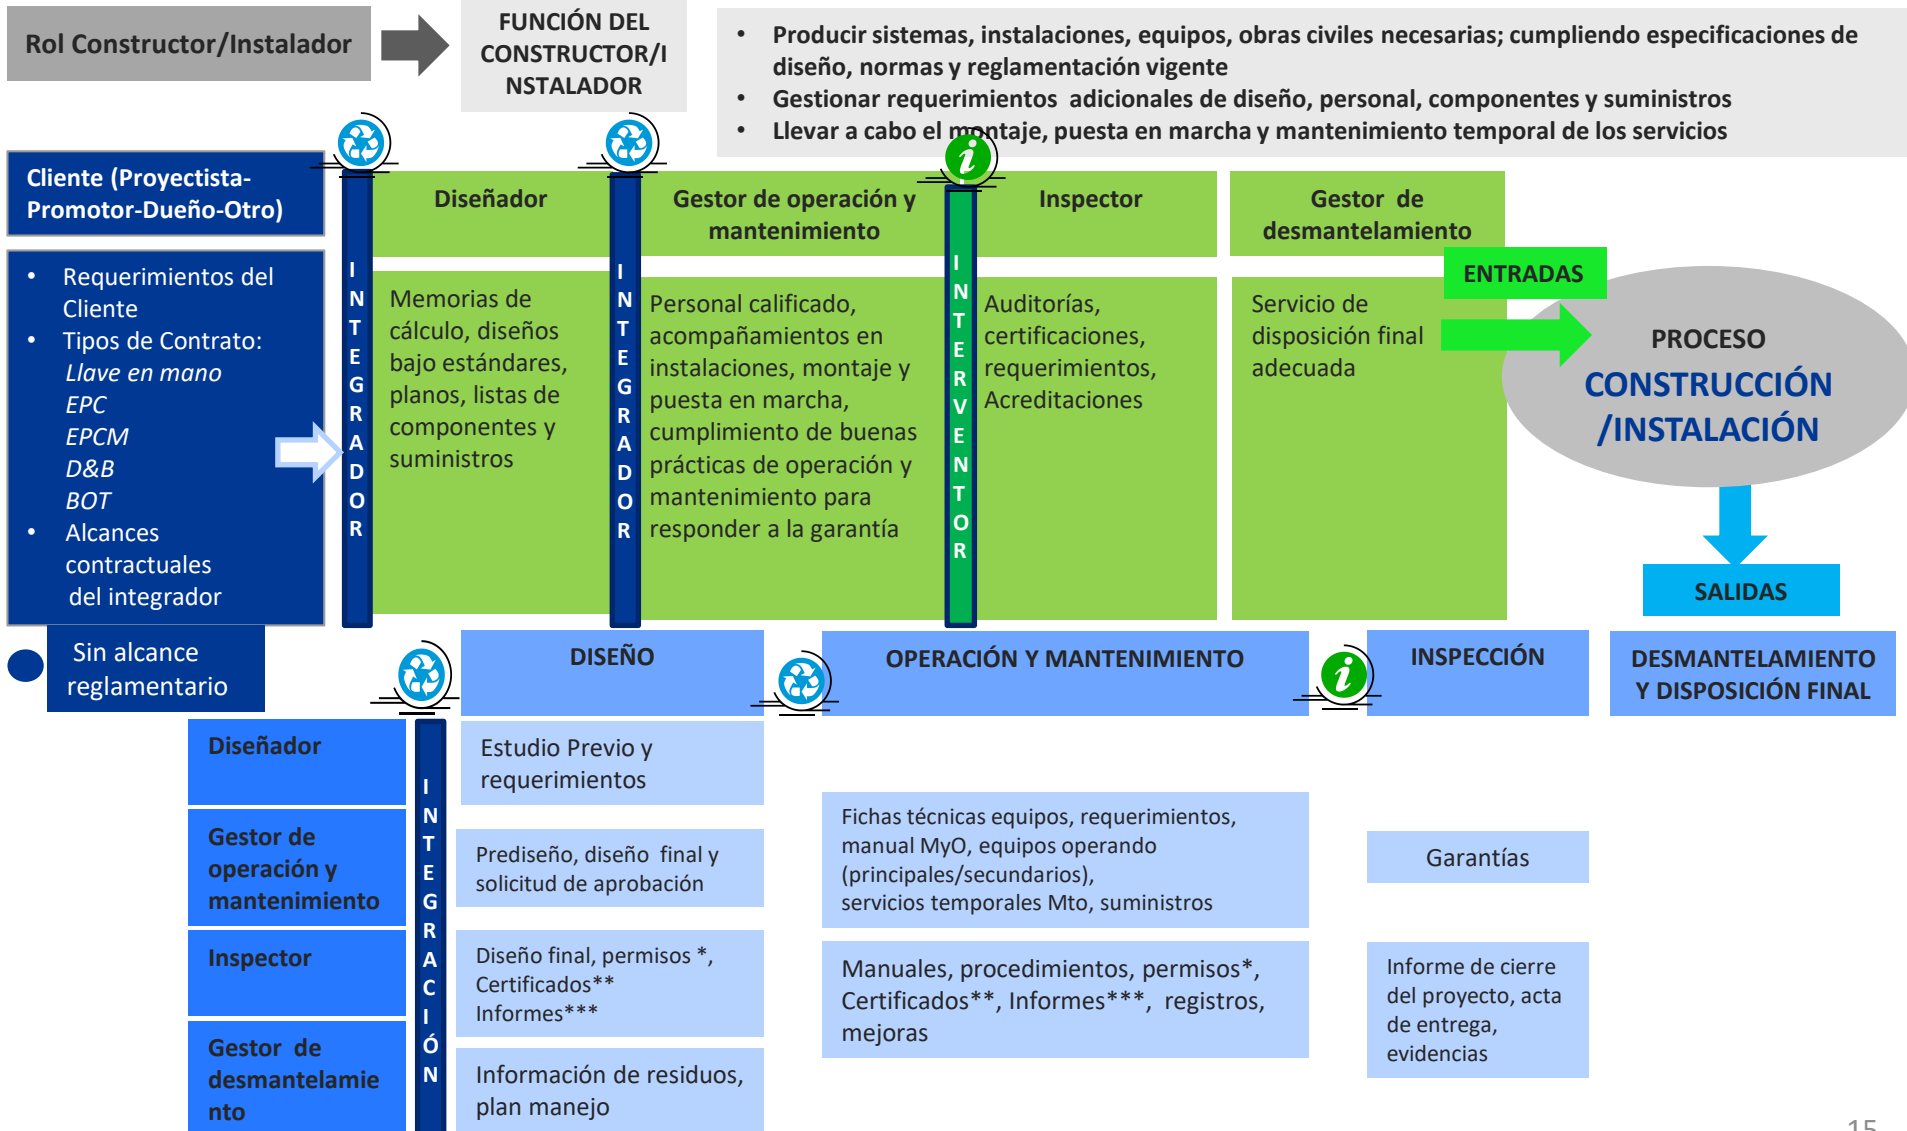 Rol Constructor/Instalador
FUNCIÓN DEL
CONSTRUCTOR/I
NSTALADOR
• Producir sistemas, instalaciones, equipos, obras civiles necesarias; cumpliendo especificaciones de
diseño, normas y reglamentación vigente
• Gestionar requerimientos adicionales de diseño, personal, componentes y suministros
• Llevar a cabo el montaje, puesta en marcha y mantenimiento temporal de los servicios
Cliente (Proyectista-
Promotor-Dueño-Otro)
• Requerimientos del
Cliente
• Tipos de Contrato:
Llave en mano
EPC
EPCM
D&B
BOT
• Alcances
contractuales
del integrador
Sin alcance
reglamentario
INTEGRADOR
Diseñador
Memorias de
cálculo, diseños
bajo estándares,
planos, listas de
componentes y
suministros
INTEGRADOR
Gestor de operación y
mantenimiento
Personal calificado,
acompañamientos en
instalaciones, montaje y
puesta en marcha,
cumplimiento de buenas
prácticas de operación y
mantenimiento para
responder a la garantía
INTERVENTOR
Inspector
Auditorías,
certificaciones,
requerimientos,
Acreditaciones
Gestor de
desmantelamiento
Servicio de
disposición final
adecuada
ENTRADAS
PROCESO
CONSTRUCCIÓN
/INSTALACIÓN
SALIDAS
DISEÑO
OPERACIÓN Y MANTENIMIENTO
INSPECCIÓN
DESMANTELAMIENTO
Y DISPOSICIÓN FINAL
Diseñador
Gestor de
operación y
mantenimiento
Inspector
Gestor de
desmantelamie
nto
INTEGRACIÓN
Estudio Previo y
requerimientos
Prediseño, diseño final y
solicitud de aprobación
Diseño final, permisos *,
Certificados**
Informes***
Información de residuos,
plan manejo
Fichas técnicas equipos, requerimientos,
manual MyO, equipos operando
(principales/secundarios),
servicios temporales Mto, suministros
Manuales, procedimientos, permisos*,
Certificados**, Informes***, registros,
mejoras
Garantías
Informe de cierre
del proyecto, acta
de entrega,
evidencias
15